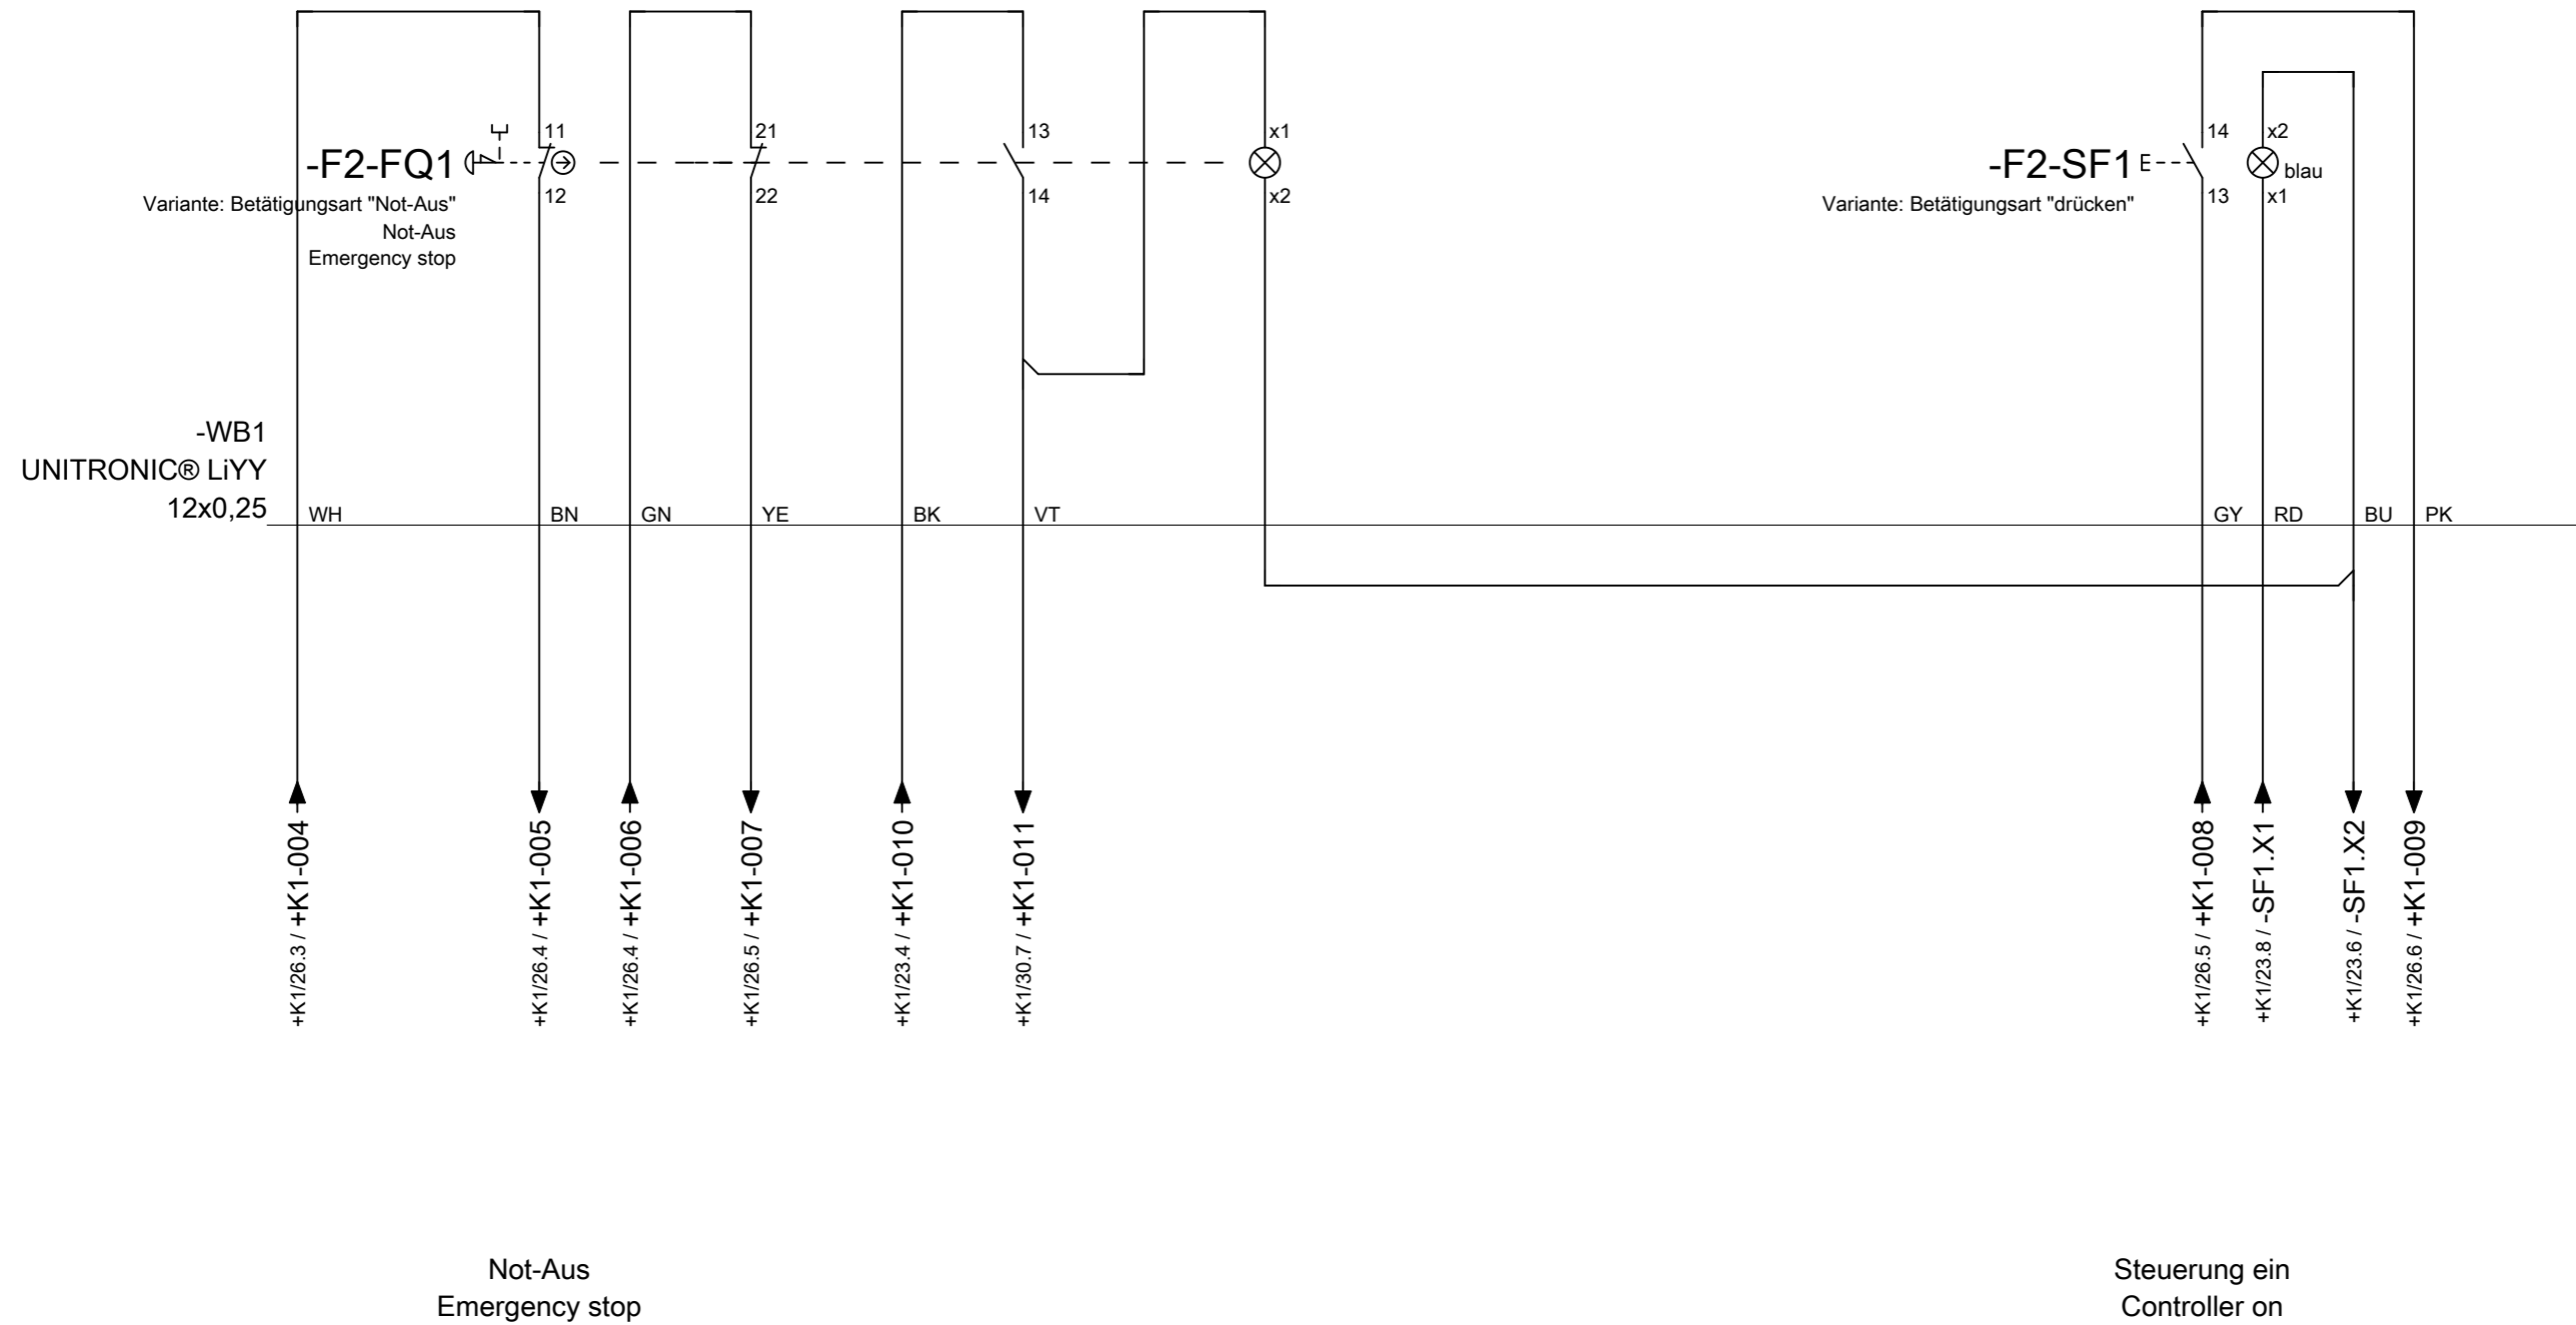 11
21
13
x1
14
x2
-F2-FQ1
-F2-SF1
blau
12
22
14
x2
13
x1
Variante: Betätigungsart "Not-Aus"
Not-Aus
Emergency stop
Variante: Betätigungsart "drücken"
-WB1
UNITRONIC® LiYY
12x0,25
WH
BN
GN
YE
BK
VT
GY
RD
BU
PK
+K1/26.3 / +K1-004
+K1/26.4 / +K1-005
+K1/26.4 / +K1-006
+K1/26.5 / +K1-007
+K1/23.4 / +K1-010
+K1/30.7 / +K1-011
+K1/26.5 / +K1-008
+K1/23.8 / -SF1.X1
+K1/23.6 / -SF1.X2
+K1/26.6 / +K1-009
Not-Aus
Emergency stop
Steuerung ein
Controller on